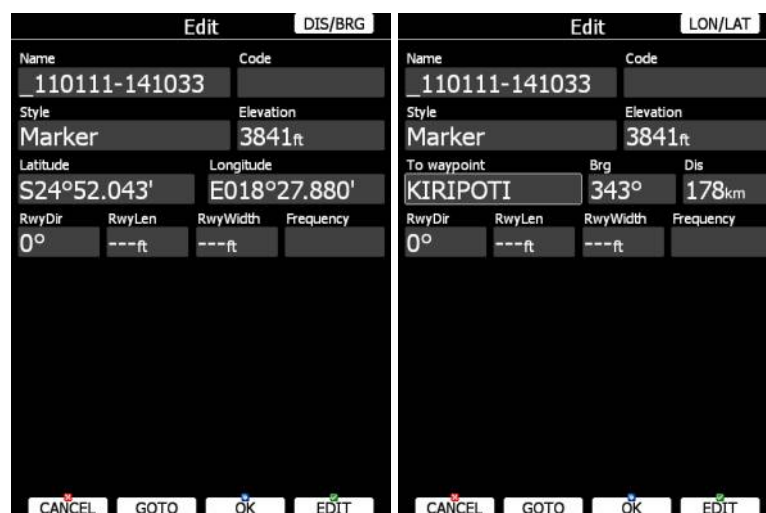 Edit DIS/BRG
Name Code
_110111-141033
Style Elevation
Marker 3841ft
Latitude Longitude
S24°52.043' E018°27.880'
RwyDir RwyLen RwyWidth Frequency
0° ---ft ---ft
CANCEL GOTO OK EDIT
Edit LON/LAT
Name Code
_110111-141033
Style Elevation
Marker 3841ft
To waypoint Brg Dis
KIRIPOTI 343° 178km
RwyDir RwyLen RwyWidth Frequency
0° ---ft ---ft
CANCEL GOTO OK EDIT